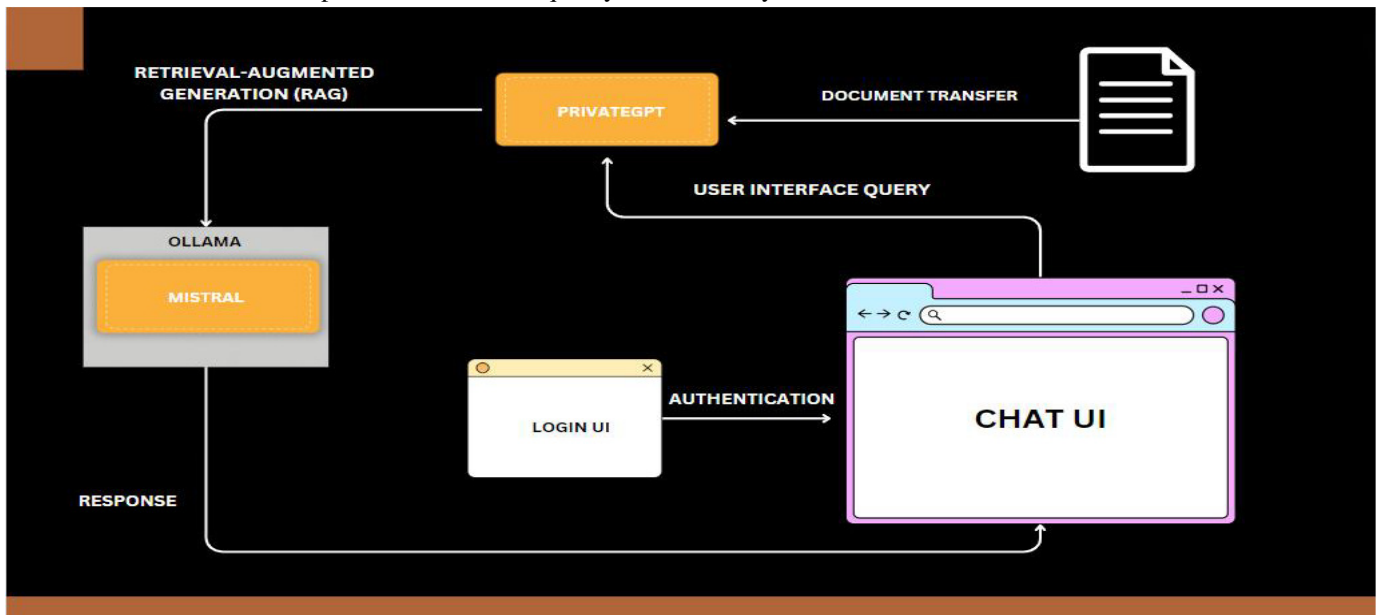 RETRIEVAL-AUGMENTED
GENERATION (RAG)
PRIVATEGPT
DOCUMENT TRANSFER
USER INTERFACE QUERY
OLLAMA
MISTRAL
LOGIN UI
AUTHENTICATION
CHAT UI
RESPONSE